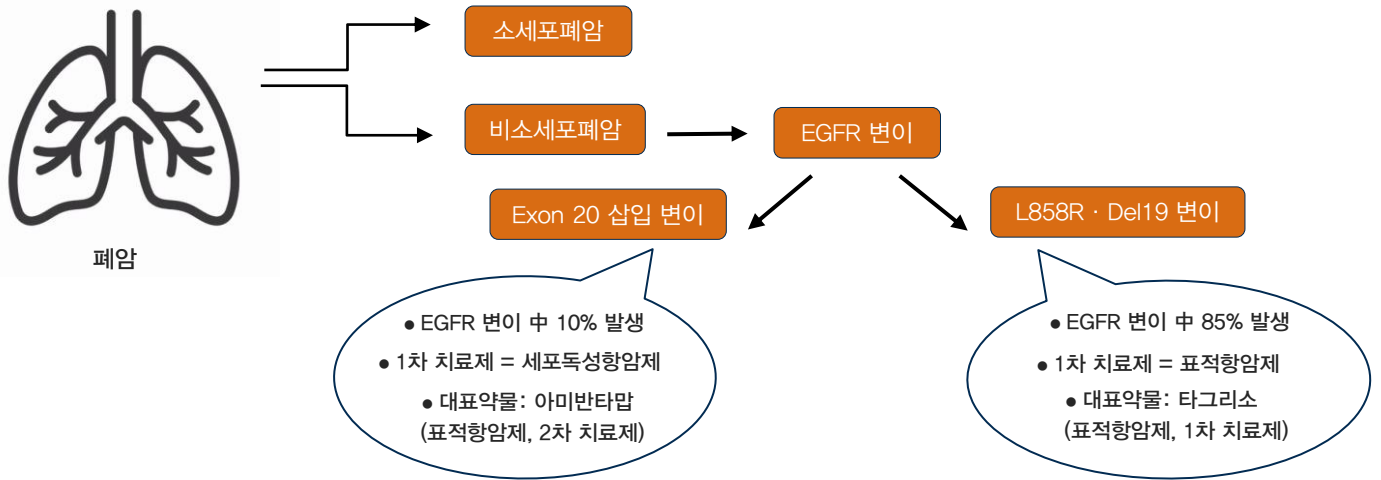 소세포폐암
비소세포폐암
EGFR 변이
Exon 20 삽입 변이
L858R · Del19 변이
폐암
● EGFR 변이 中 10% 발생
● 1차 치료제 = 세포독성항암제
● 대표약물: 아미반타맙
(표적항암제, 2차 치료제)
● EGFR 변이 中 85% 발생
● 1차 치료제 = 표적항암제
● 대표약물: 타그리소
(표적항암제, 1차 치료제)